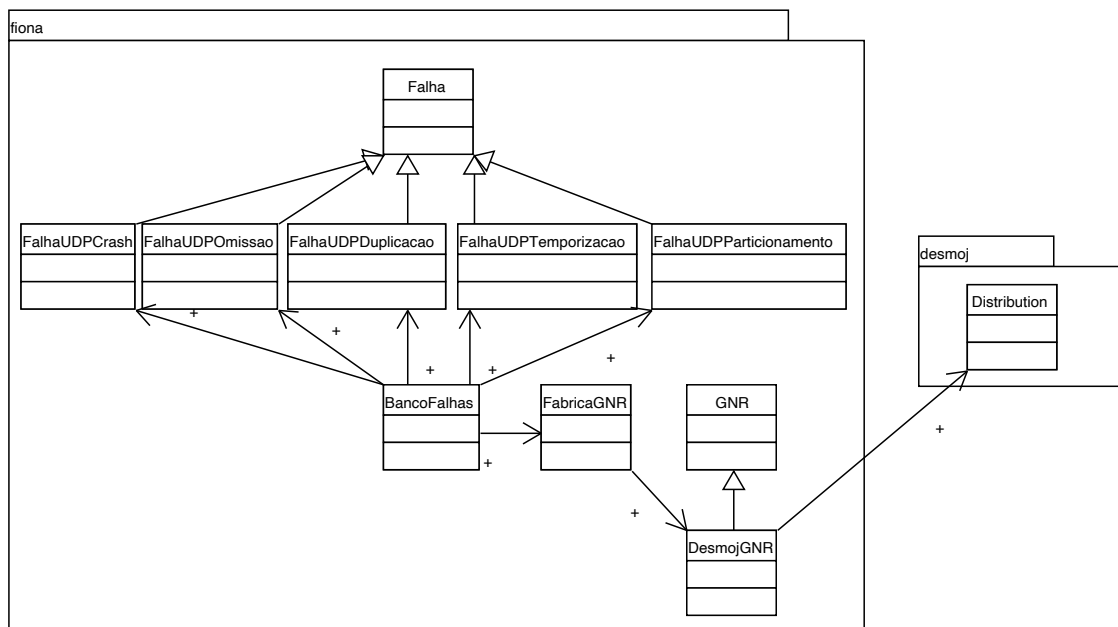 fiona
Falha
FalhaUDPCrash
FalhaUDPOmissao
FalhaUDPDuplicacao
FalhaUDPTemporizacao
FalhaUDPParticionamento
desmoj
Distribution
+
+
+
+
+
BancoFalhas
FabricaGNR
GNR
+
+
+
DesmojGNR